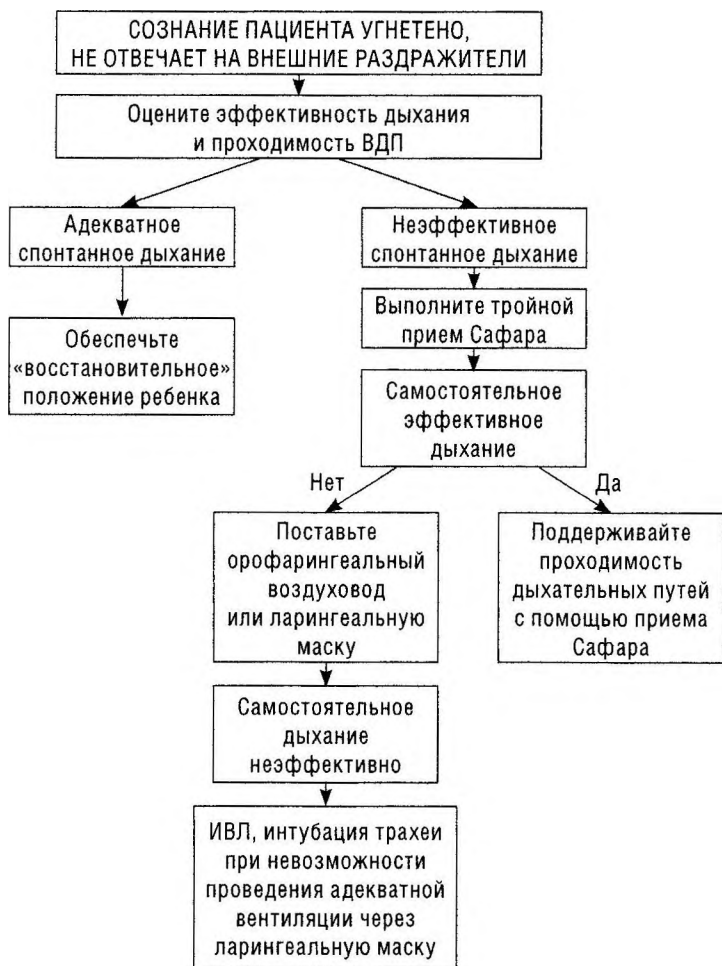 СОЗНАНИЕ ПАЦИЕНТА УГНЕТЕНО,
НЕ ОТВЕЧАЕТ НА ВНЕШНИЕ РАЗДРАЖИТЕЛИ
Оцените эффективность дыхания
и проходимость ВДП
Адекватное
спонтанное дыхание
Неэффективное
спонтанное дыхание
Обеспечьте
«восстановительное»
положение ребенка
Выполните тройной
прием Сафара
Самостоятельное
эффективное
дыхание
Нет
Да
Поставьте
орофарингеальный
воздуховод
или ларингеальную
маску
Поддерживайте
проходимость
дыхательных путей
с помощью приема
Сафара
Самостоятельное
дыхание
неэффективно
ИВЛ, интубация трахеи
при невозможности
проведения адекватной
вентиляции через
ларингеальную маску